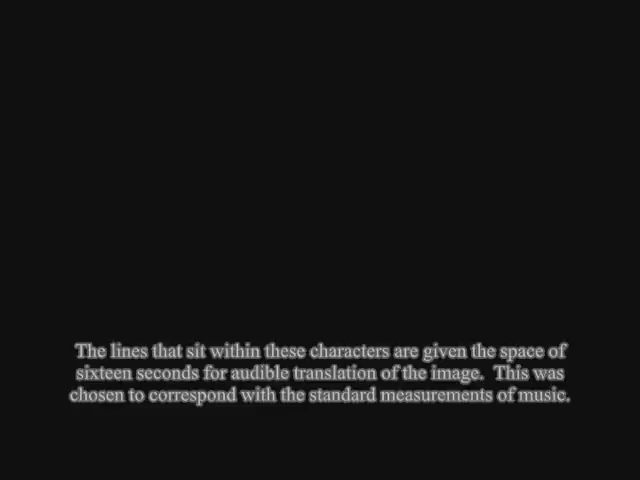 The lines that sit within these characters are given the space of
sixteen seconds for audible translation of the image.  This was
chosen to correspond with the standard measurements of music.